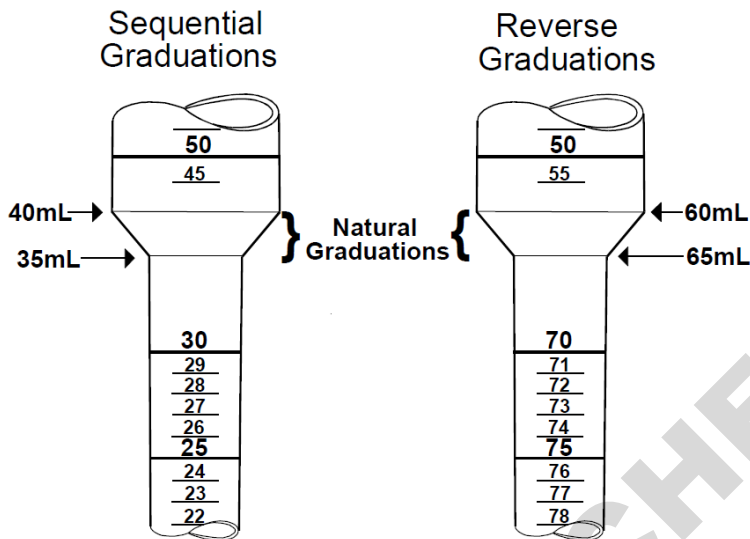 Sequential
Graduations
50
45
40mL
35mL
30
29
28
27
26
25
24
23
22
Natural
Graduations
Reverse
Graduations
50
55
60mL
65mL
70
71
72
73
74
75
76
77
78